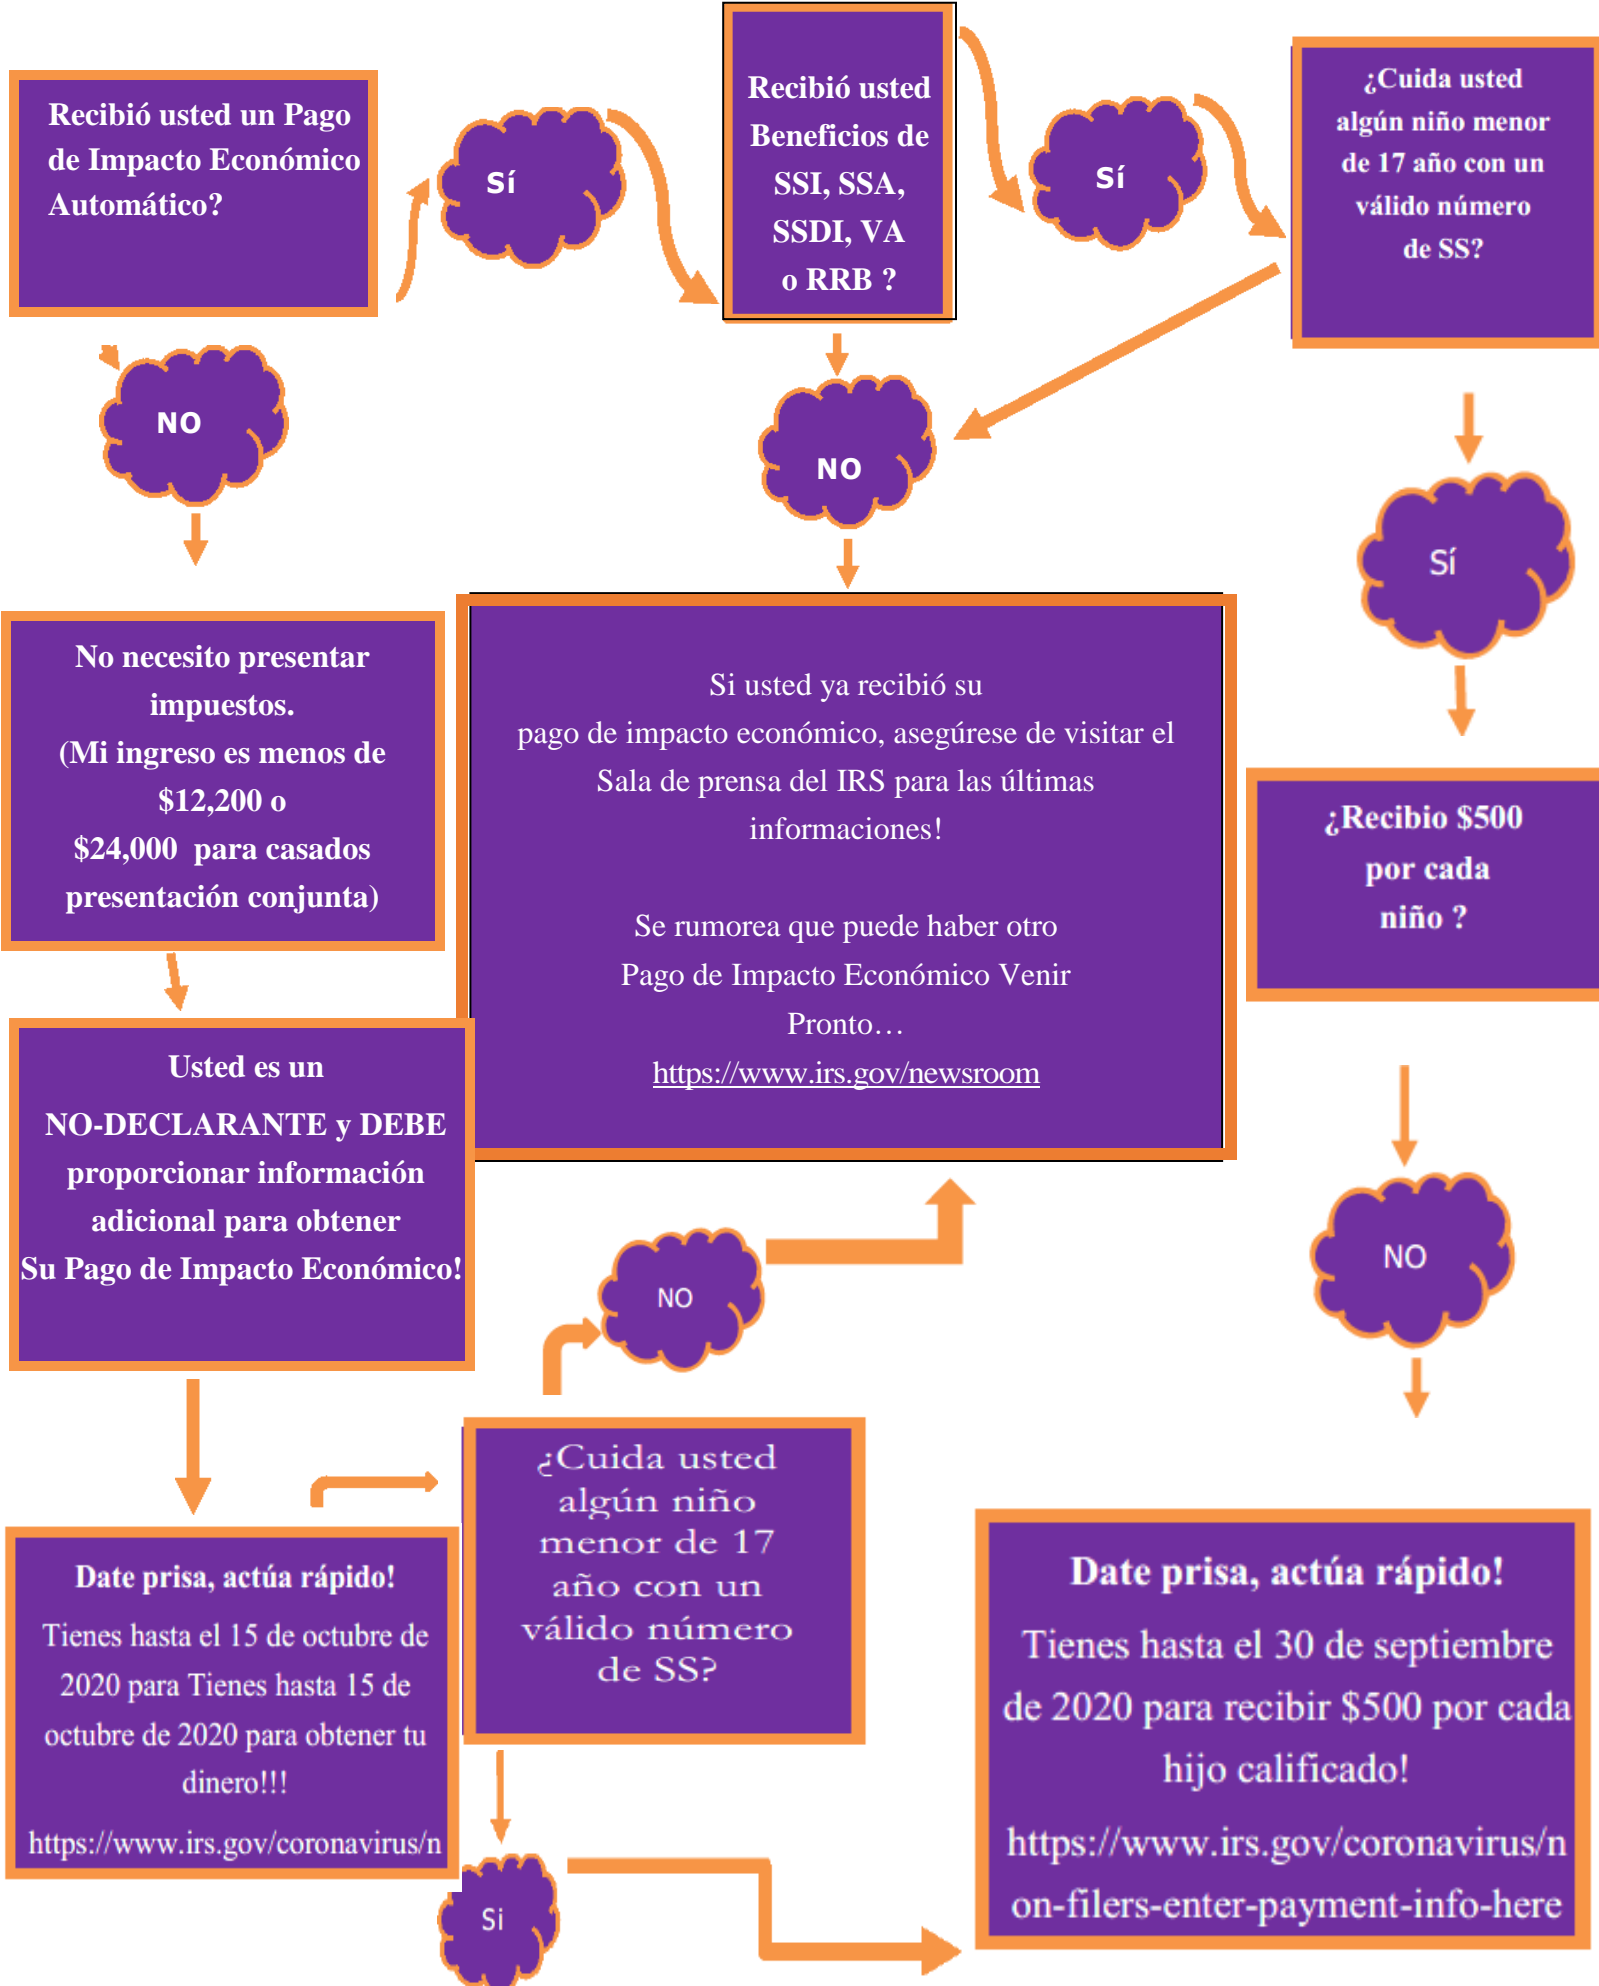 Recibió usted un Pago
de Impacto Económico
Automático?
Sí
Recibió usted
Beneficios de
SSI, SSA,
SSDI, VA
o RRB ?
Sí
¿Cuida usted
algún niño menor
de 17 año con un
válido número
de SS?
NO
NO
Sí
No necesito presentar
impuestos.
(Mi ingreso es menos de
$12,200 o
$24,000 para casados
presentación conjunta)
Si usted ya recibió su
pago de impacto económico, asegúrese de visitar el
Sala de prensa del IRS para las últimas
informaciones!
Se rumorea que puede haber otro
Pago de Impacto Económico Venir
Pronto…
https://www.irs.gov/newsroom
¿Recibio $500
por cada
niño ?
Usted es un
NO-DECLARANTE y DEBE
proporcionar información
adicional para obtener
Su Pago de Impacto Económico!
NO
NO
¿Cuida usted
algún niño
menor de 17
año con un
válido número
de SS?
Date prisa, actúa rápido!
Tienes hasta el 15 de octubre de
2020 para Tienes hasta 15 de
octubre de 2020 para obtener tu
dinero!!!
https://www.irs.gov/coronavirus/n
Date prisa, actúa rápido!
Tienes hasta el 30 de septiembre
de 2020 para recibir $500 por cada
hijo calificado!
https://www.irs.gov/coronavirus/n
on-filers-enter-payment-info-here
Si